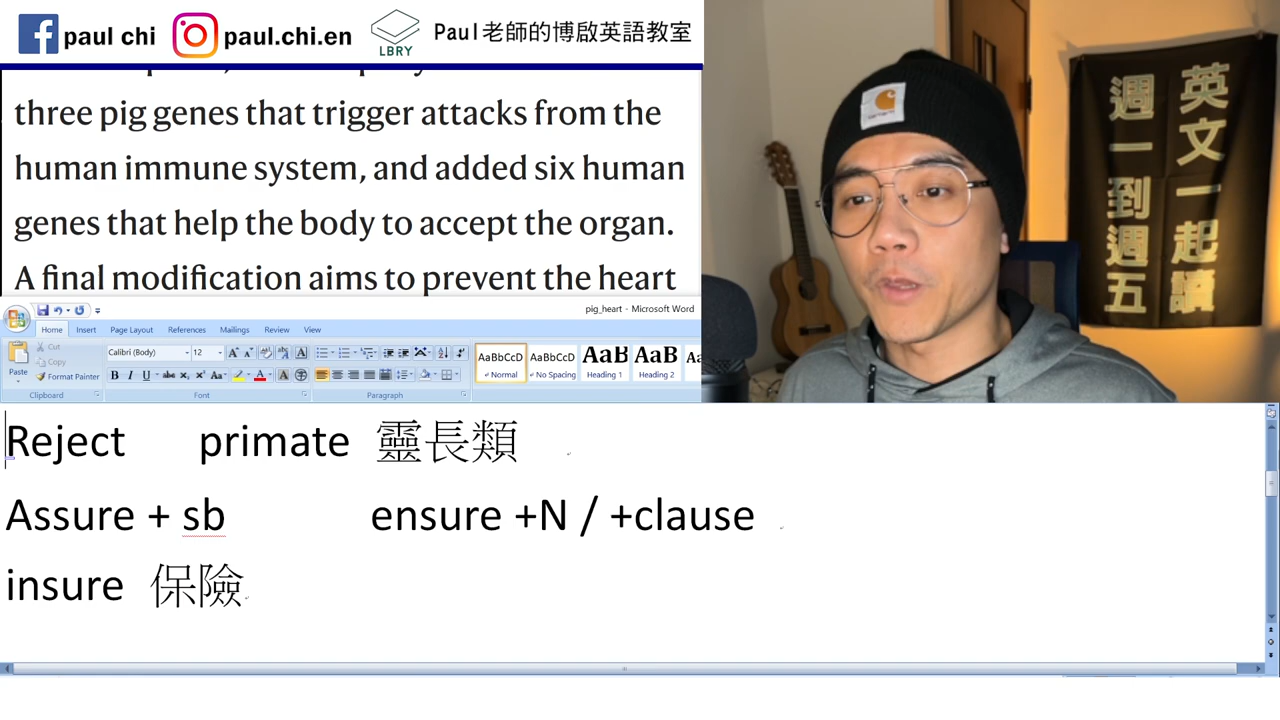 paul chi paul.chi.en LBRY Paul老師的博啟英語教室
three pig genes that trigger attacks from the
human immune system, and added six human
genes that help the body to accept the organ.
A final modification aims to prevent the heart
pig_heart - Microsoft Word
Home Insert Page Layout References Mailings Review View
Paste Cut Copy Format Painter Clipboard
Calibri (Body) 12 Font
Paragraph
AaBbCcD Normal AaBbCcD No Spacing AaB Heading 1 AaB Heading 2
英文一起讀
週一到週五
Reject primate 靈長類
Assure + sb ensure +N / +clause
insure 保險